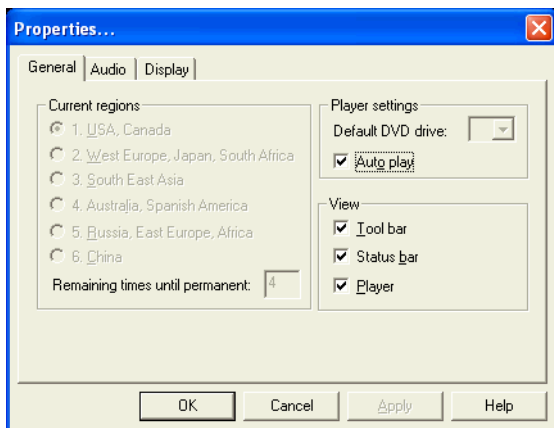 Properties...
General
Audio
Display
Current regions
1. USA, Canada
2. West Europe, Japan, South Africa
3. South East Asia
4. Australia, Spanish America
5. Russia, East Europe, Africa
6. China
Remaining times until permanent: 4
Player settings
Default DVD drive:
Auto play
View
Tool bar
Status bar
Player
OK
Cancel
Apply
Help